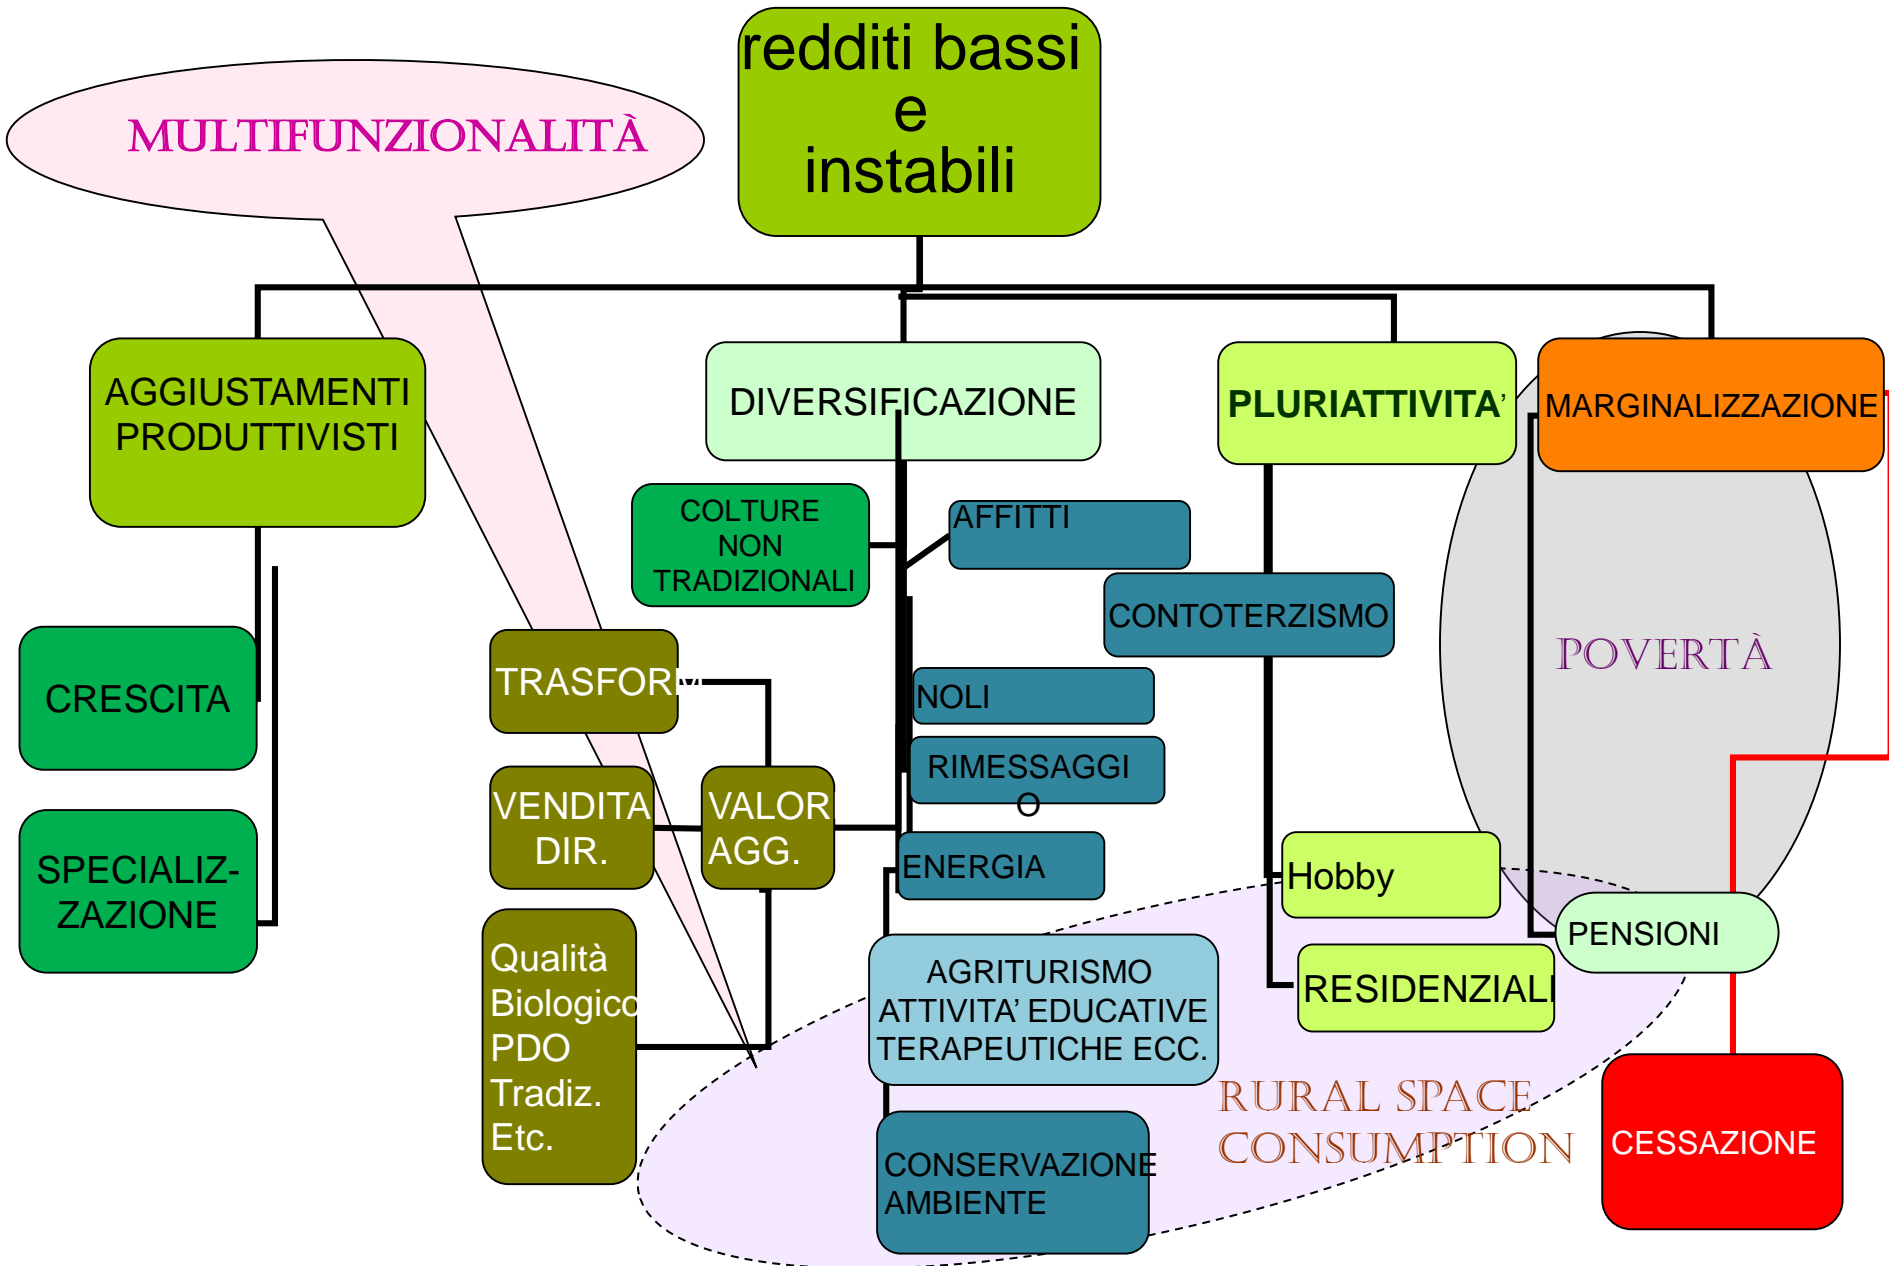 redditi bassi
e
instabili
MULTIFUNZIONALITÀ
AGGIUSTAMENTI
PRODUTTIVISTI
DIVERSIFICAZIONE
PLURIATTIVITA’
MARGINALIZZAZIONE
COLTURE
NON
TRADIZIONALI
AFFITTI
CONTOTERZISMO
POVERTÀ
CRESCITA
TRASFORM
NOLI
RIMESSAGGI
O
VENDITA
DIR.
VALOR
AGG.
ENERGIA
Hobby
SPECIALIZ-
ZAZIONE
PENSIONI
Qualità
Biologico
PDO
Tradiz.
Etc.
AGRITURISMO
ATTIVITA’ EDUCATIVE
TERAPEUTICHE ECC.
RESIDENZIALI
RURAL SPACE
CONSUMPTION
CESSAZIONE
CONSERVAZIONE
AMBIENTE